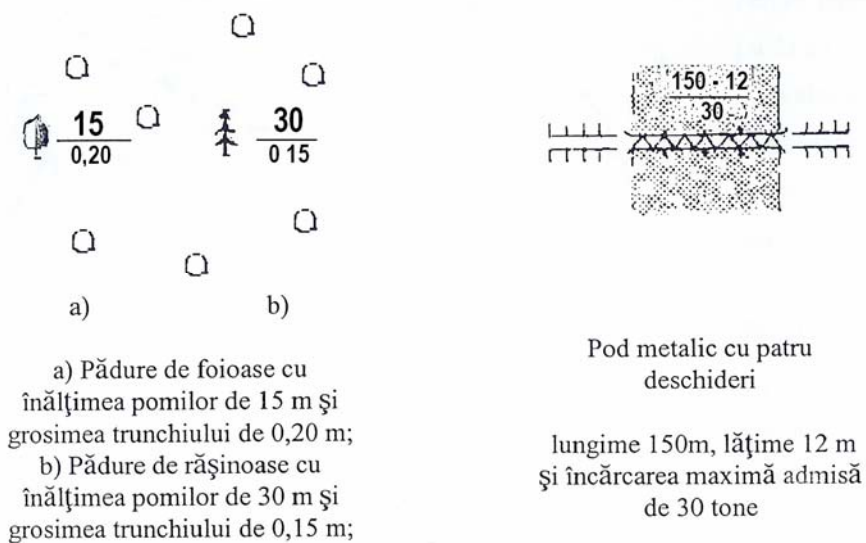 15
0,20
30
0 15
a)
b)
a) Pădure de foioase cu
înălţimea pomilor de 15 m şi
grosimea trunchiului de 0,20 m;
b) Pădure de răşinoase cu
înălţimea pomilor de 30 m şi
grosimea trunchiului de 0,15 m;
150 - 12
30
Pod metalic cu patru
deschideri
lungime 150m, lăţime 12 m
şi încărcarea maximă admisă
de 30 tone